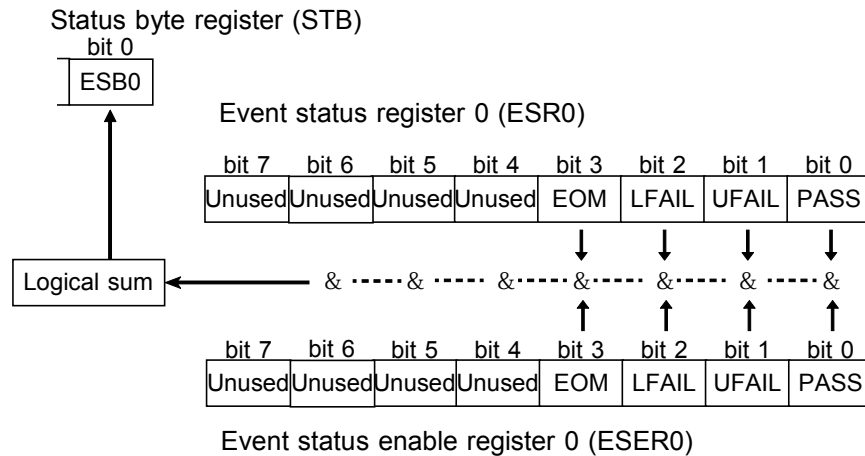 Status byte register (STB)
bit 0
ESB0
Event status register 0 (ESR0)
bit 7 bit 6 bit 5 bit 4 bit 3 bit 2 bit 1 bit 0
Unused Unused Unused Unused EOM LFAIL UFAIL PASS
Logical sum & & & & & & &
bit 7 bit 6 bit 5 bit 4 bit 3 bit 2 bit 1 bit 0
Unused Unused Unused Unused EOM LFAIL UFAIL PASS
Event status enable register 0 (ESER0)